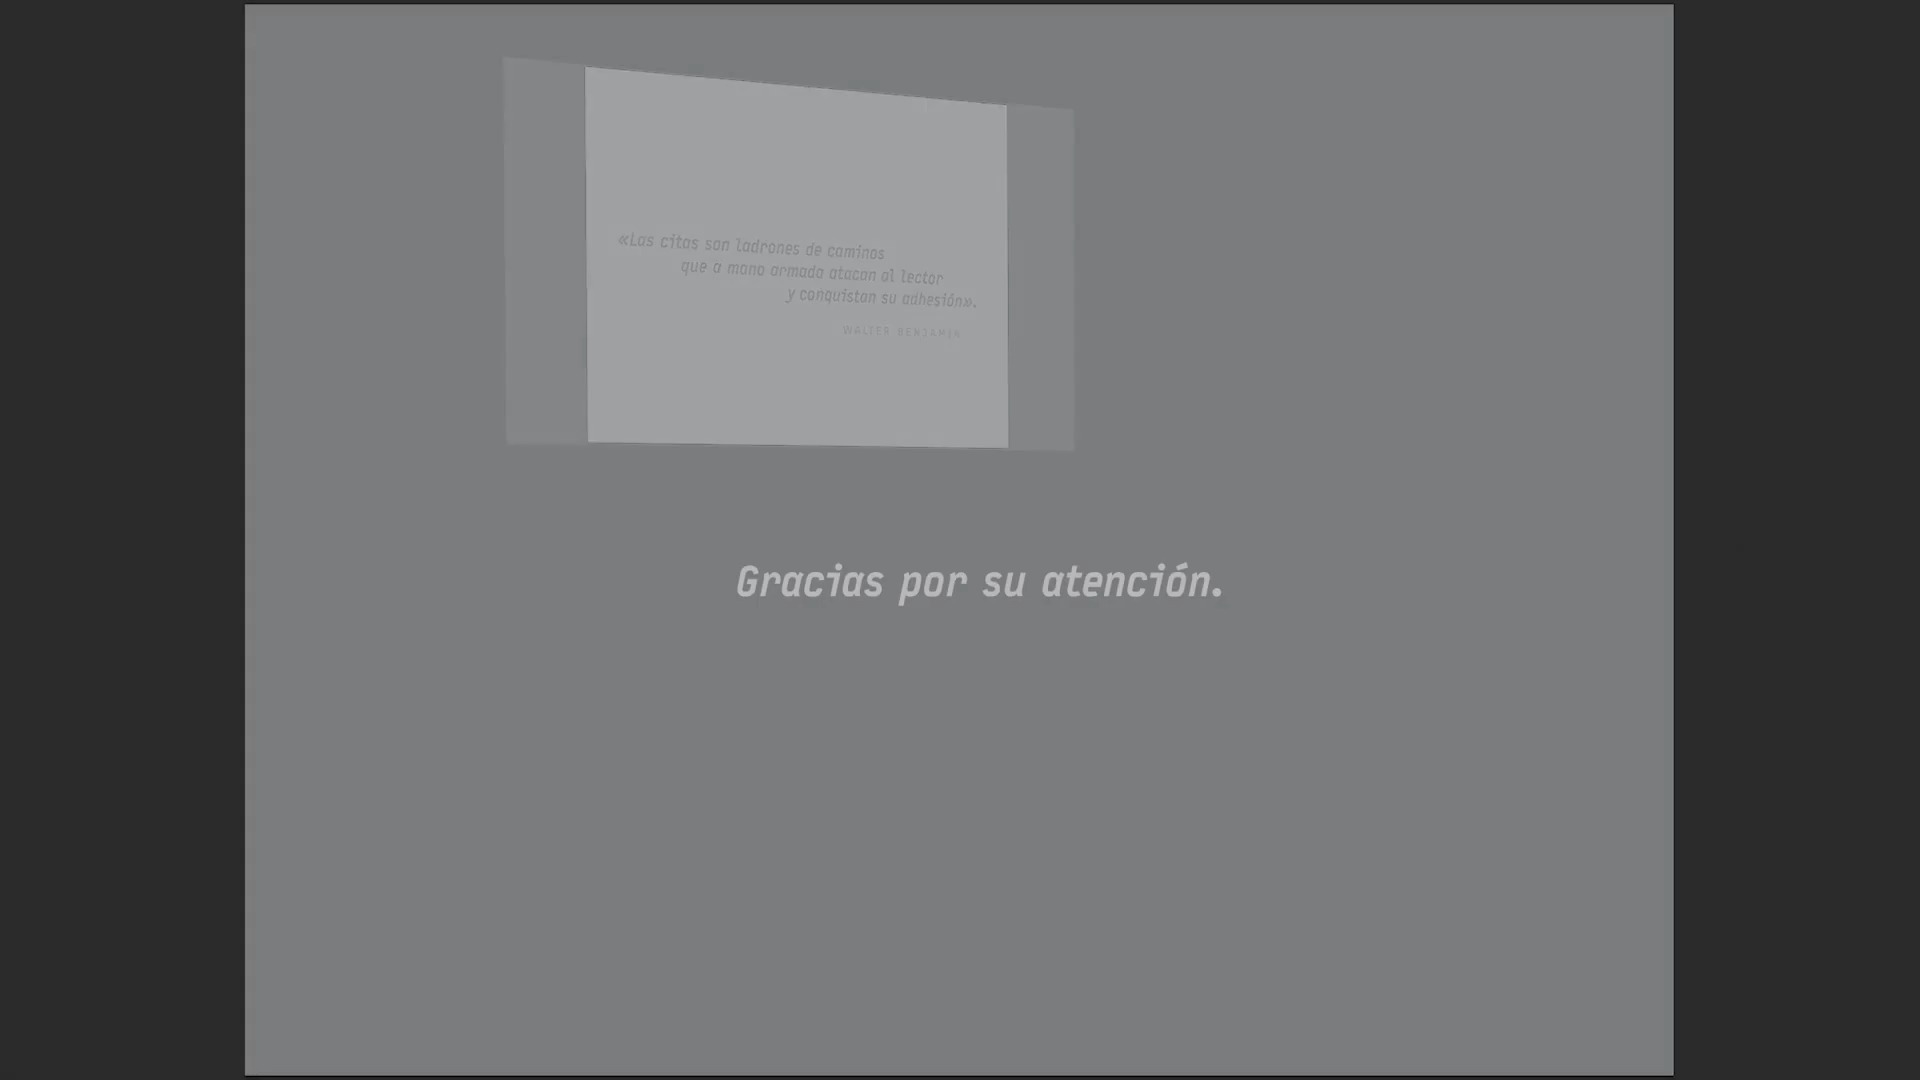 «Las citas son ladrones de caminos
que a mano armada atacan al lector
y conquistan su adhesión».
WALTER BENJAMIN
Gracias por su atención.